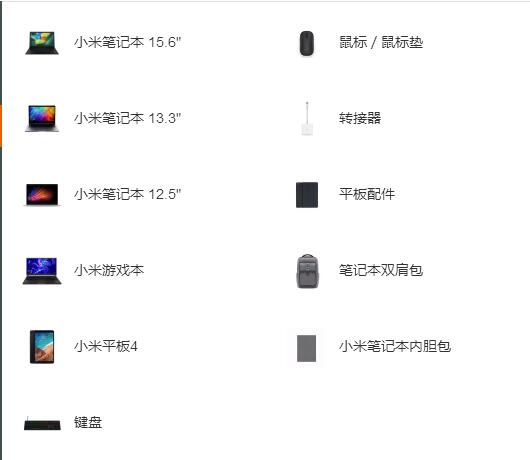 小米笔记本 15.6"
小米笔记本 13.3"
小米笔记本 12.5"
小米游戏本
小米平板4
键盘
鼠标 / 鼠标垫
转接器
平板配件
笔记本双肩包
小米笔记本内胆包